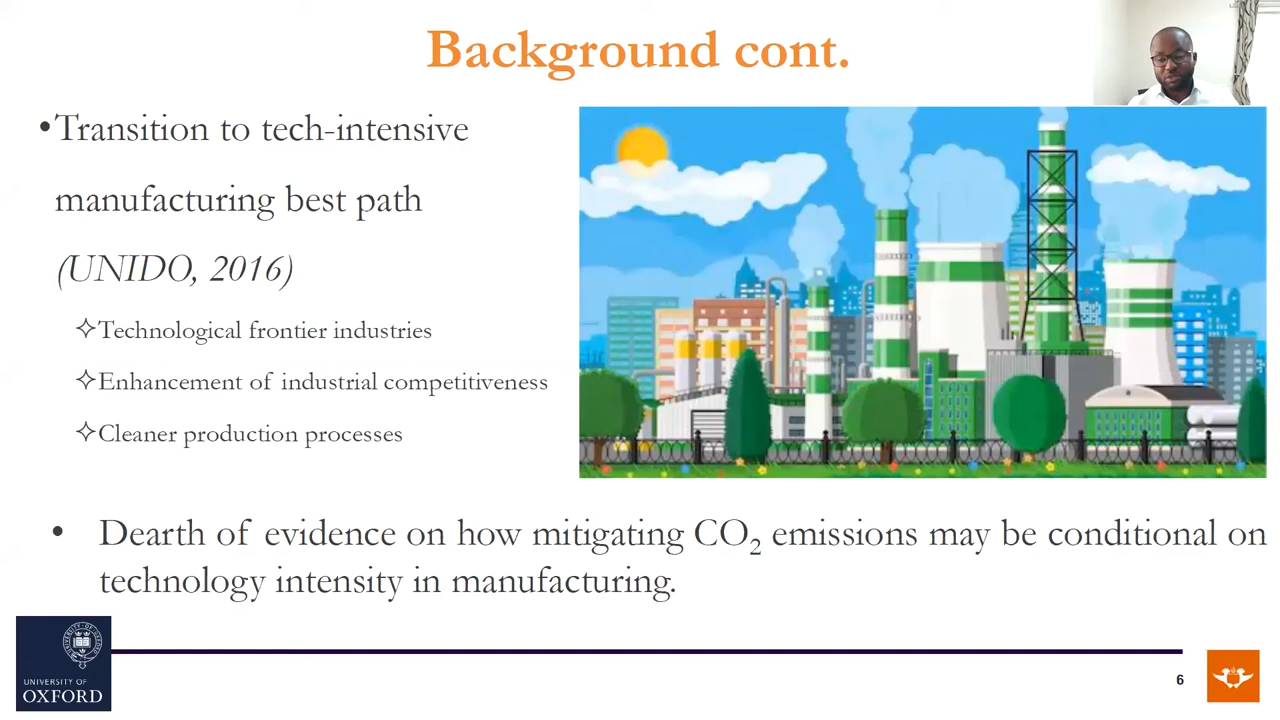 Background cont.
•Transition to tech-intensive
manufacturing best path
(UNIDO, 2016)
✧Technological frontier industries
✧Enhancement of industrial competitiveness
✧Cleaner production processes
• Dearth of evidence on how mitigating CO₂ emissions may be conditional on
technology intensity in manufacturing.
UNIVERSITY OF
OXFORD
6